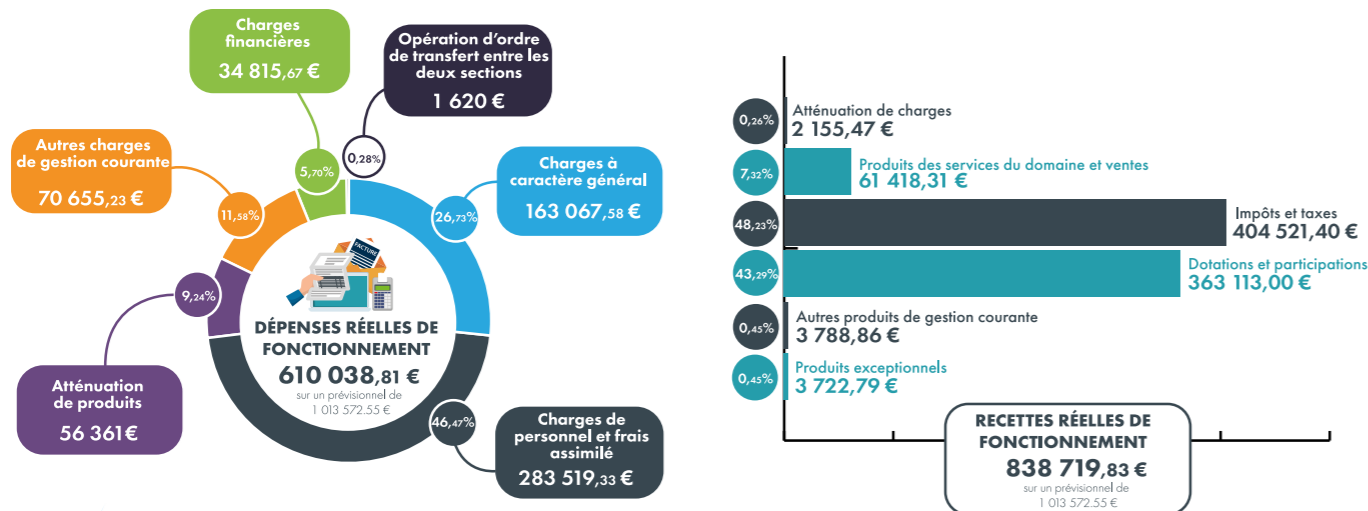 Charges
financières
34 815,67 €
Opération d'ordre
de transfert entre les
deux sections
1 620 €
Autres charges
de gestion courante
70 655,23 €
5,70%
0,28%
Charges à
caractère général
163 067,58 €
11,58%
26,73%
FACTURE
9,24%
DÉPENSES RÉELLES DE
FONCTIONNEMENT
610 038,81 €
sur un prévisionnel de
1 013 572.55 €
Atténuation
de produits
56 361€
46,47%
Charges de
personnel et frais
assimilé
283 519,33 €
0,26%
Atténuation de charges
2 155,47 €
7,32%
Produits des services du domaine et ventes
61 418,31 €
48,23%
Impôts et taxes
404 521,40 €
43,29%
Dotations et participations
363 113,00 €
0,45%
Autres produits de gestion courante
3 788,86 €
0,45%
Produits exceptionnels
3 722,79 €
RECETTES RÉELLES DE
FONCTIONNEMENT
838 719,83 €
sur un prévisionnel de
1 013 572.55 €